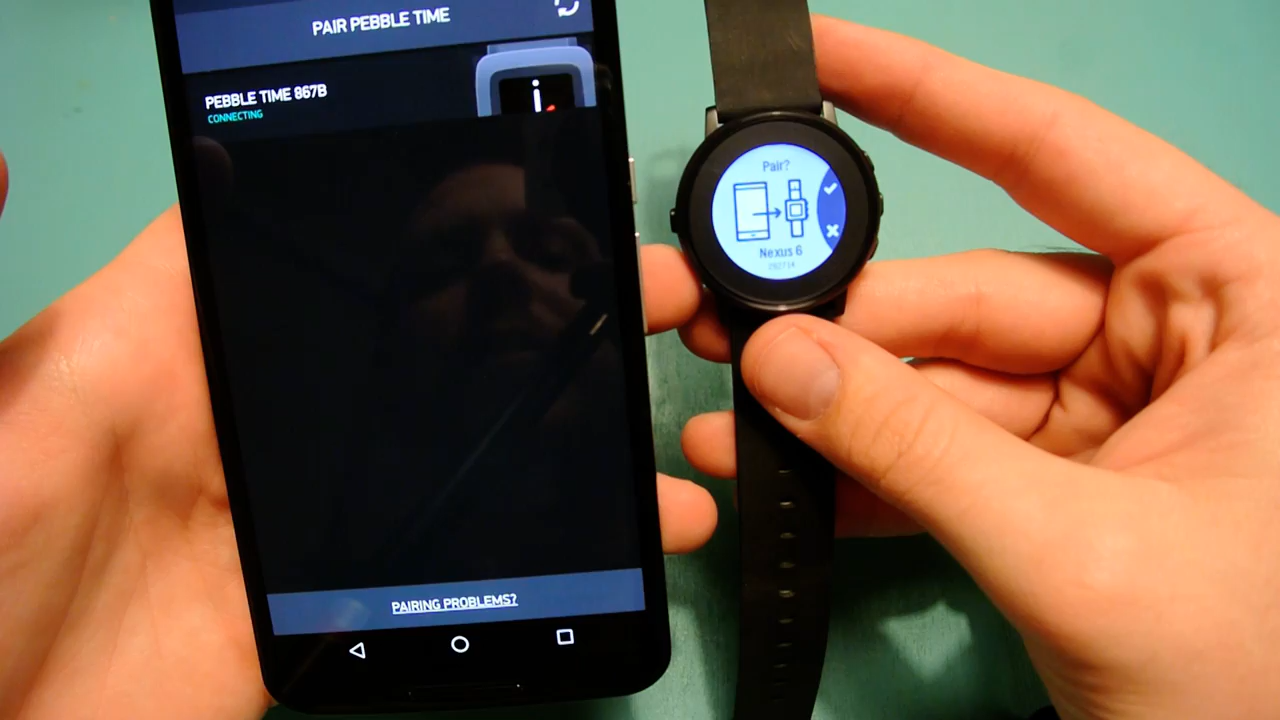 PAIR PEBBLE TIME
PEBBLE TIME 867B
CONNECTING
PAIRING PROBLEMS?
Pair?
Nexus 6